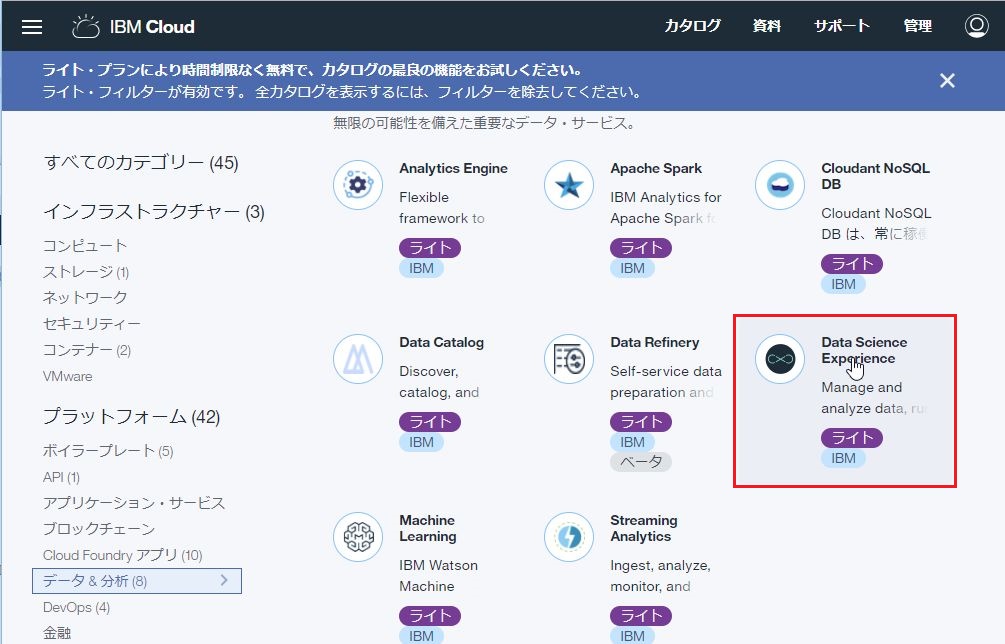 IBM Cloud
カタログ 資料 サポート 管理
ライト・プランにより時間制限なく無料で、カタログの最良の機能をお試しください。
ライト・フィルターが有効です。 全カタログを表示するには、フィルターを除去してください。
無限の可能性を備えた重要なデータ・サービス。
すべてのカテゴリー (45)
インフラストラクチャー (3)
コンピュート
ストレージ (1)
ネットワーク
セキュリティー
コンテナー (2)
VMware
プラットフォーム (42)
ボイラープレート (5)
API (1)
アプリケーション・サービス
ブロックチェーン
Cloud Foundry アプリ (10)
データ & 分析 (8)
DevOps (4)
金融
Analytics Engine
Flexible
framework to
ライト
IBM
Apache Spark
IBM Analytics for
Apache Spark for
ライト
IBM
Cloudant NoSQL
DB
Cloudant NoSQL
DB は、常に稼働
ライト
IBM
Data Catalog
Discover,
catalog, and
ライト
IBM
Data Refinery
Self-service data
preparation and
ライト
IBM
ベータ
Data Science
Experience
Manage and
analyze data, run
ライト
IBM
Machine
Learning
IBM Watson
Machine
ライト
IBM
Streaming
Analytics
Ingest, analyze,
monitor, and
ライト
IBM